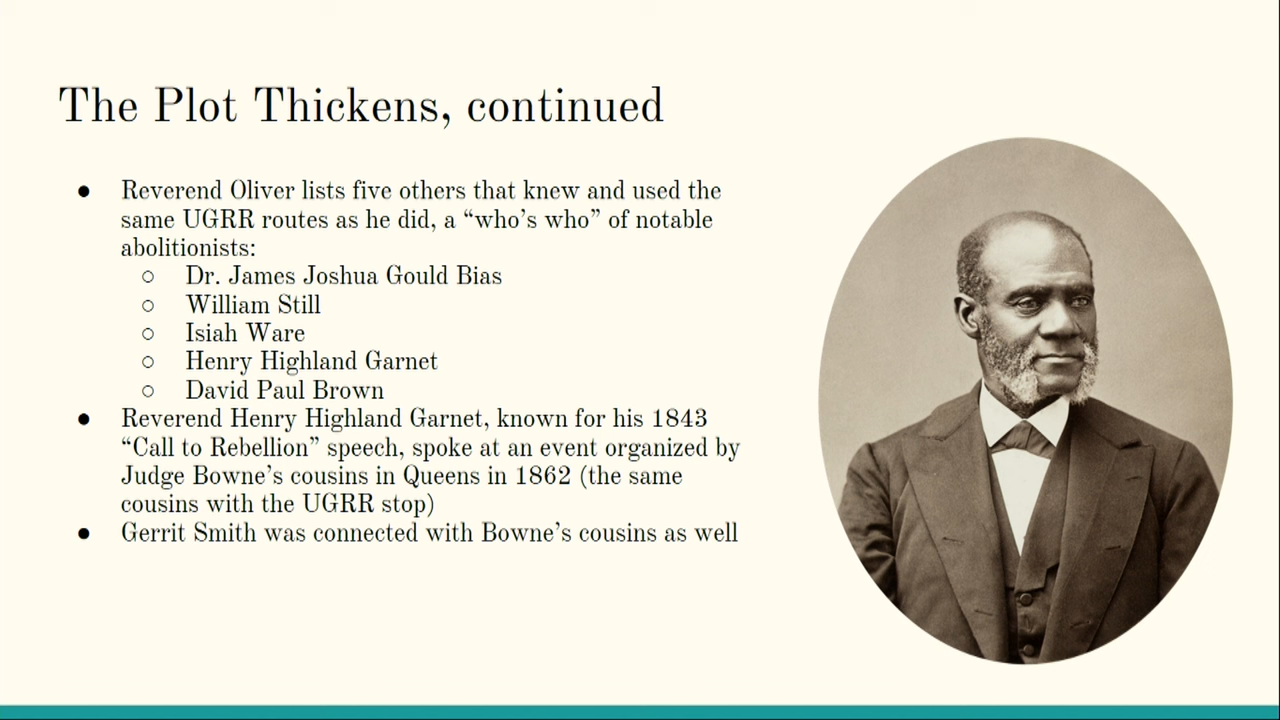 The Plot Thickens, continued
● Reverend Oliver lists five others that knew and used the
same UGRR routes as he did, a “who’s who” of notable
abolitionists:
○ Dr. James Joshua Gould Bias
○ William Still
○ Isiah Ware
○ Henry Highland Garnet
○ David Paul Brown
● Reverend Henry Highland Garnet, known for his 1843
“Call to Rebellion” speech, spoke at an event organized by
Judge Bowne’s cousins in Queens in 1862 (the same
cousins with the UGRR stop)
● Gerrit Smith was connected with Bowne’s cousins as well